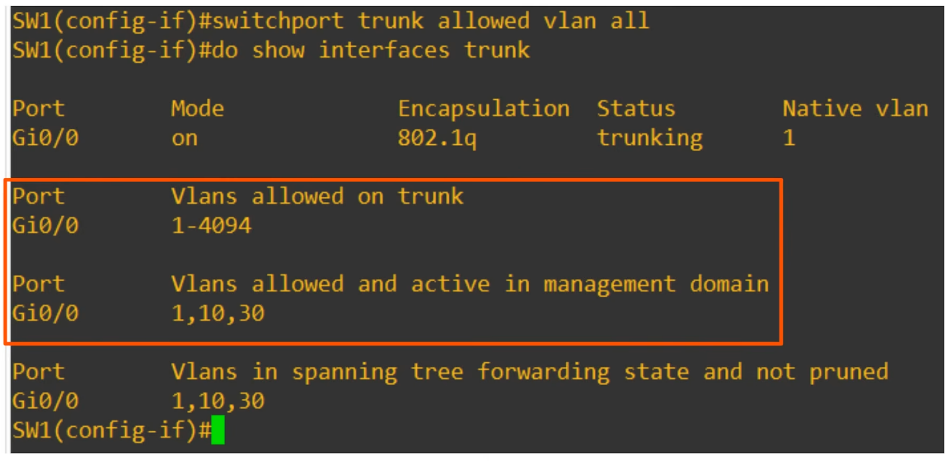 SW1(config-if)#switchport trunk allowed vlan all
SW1(config-if)#do show interfaces trunk
Port Mode Encapsulation Status Native vlan
Gi0/0 on 802.1q trunking 1
Port Vlans allowed on trunk
Gi0/0 1-4094
Port Vlans allowed and active in management domain
Gi0/0 1,10,30
Port Vlans in spanning tree forwarding state and not pruned
Gi0/0 1,10,30
SW1(config-if)#